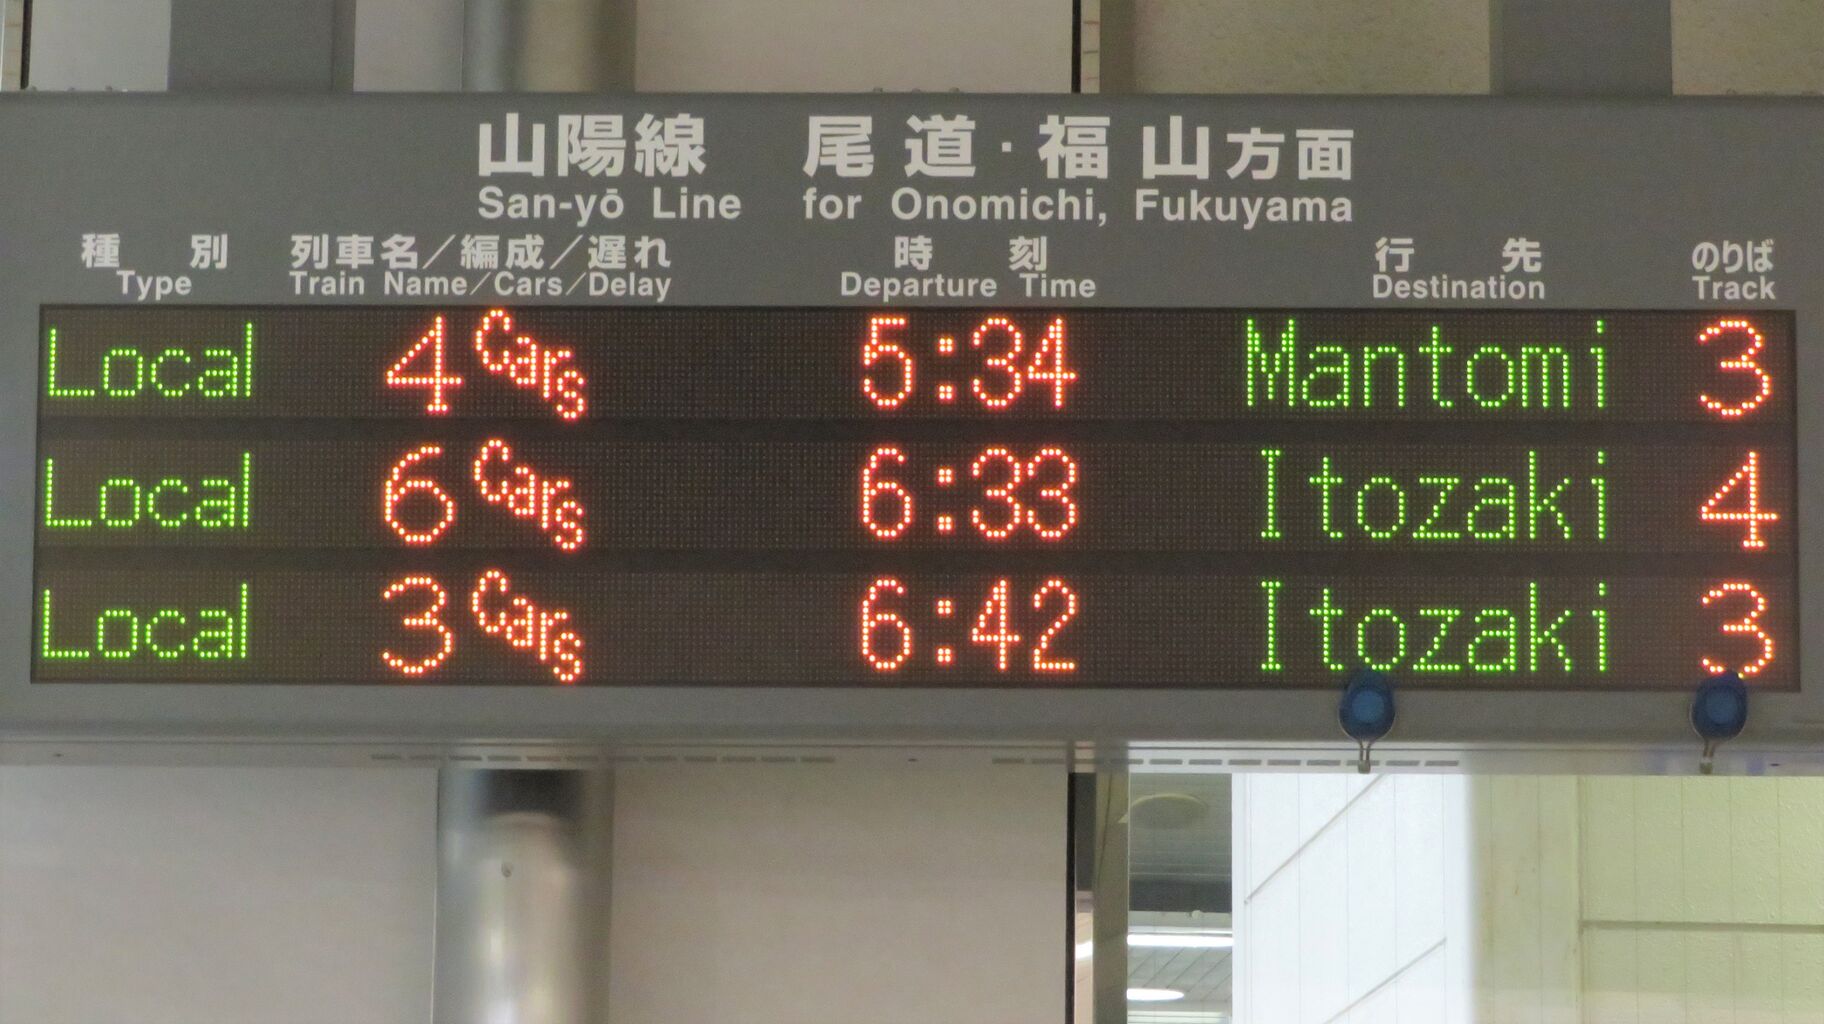 山陽線 尾道・福山方面
San-yō Line for Onomichi, Fukuyama
種別 列車名／編成／遅れ 時刻 行先 のりば
Type Train Name／Cars／Delay Departure Time Destination Track
Local 4 Cars 5:34 Mantomi 3
Local 6 Cars 6:33 Itozaki 4
Local 3 Cars 6:42 Itozaki 3